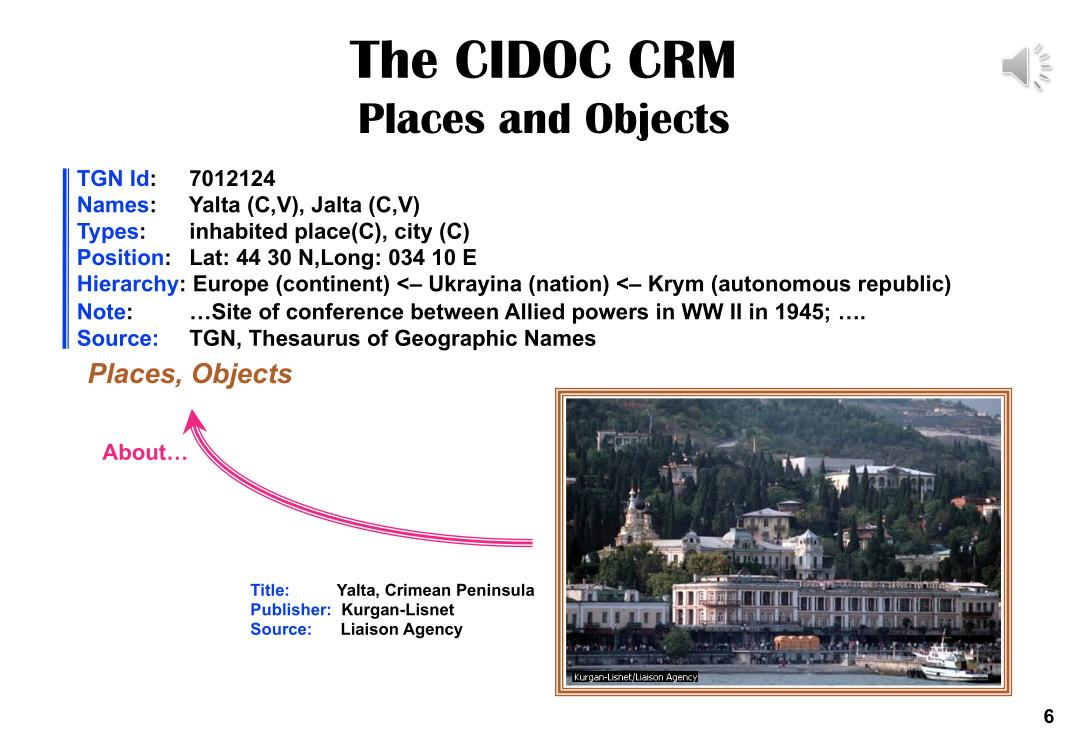 The CIDOC CRM
Places and Objects
TGN Id: 7012124
Names: Yalta (C,V), Jalta (C,V)
Types: inhabited place(C), city (C)
Position: Lat: 44 30 N,Long: 034 10 E
Hierarchy: Europe (continent) <– Ukrayina (nation) <– Krym (autonomous republic)
Note: …Site of conference between Allied powers in WW II in 1945; ….
Source: TGN, Thesaurus of Geographic Names
Places, Objects
About…
Title: Yalta, Crimean Peninsula
Publisher: Kurgan-Lisnet
Source: Liaison Agency
Kurgan-Lisnet/Liaison Agency
6